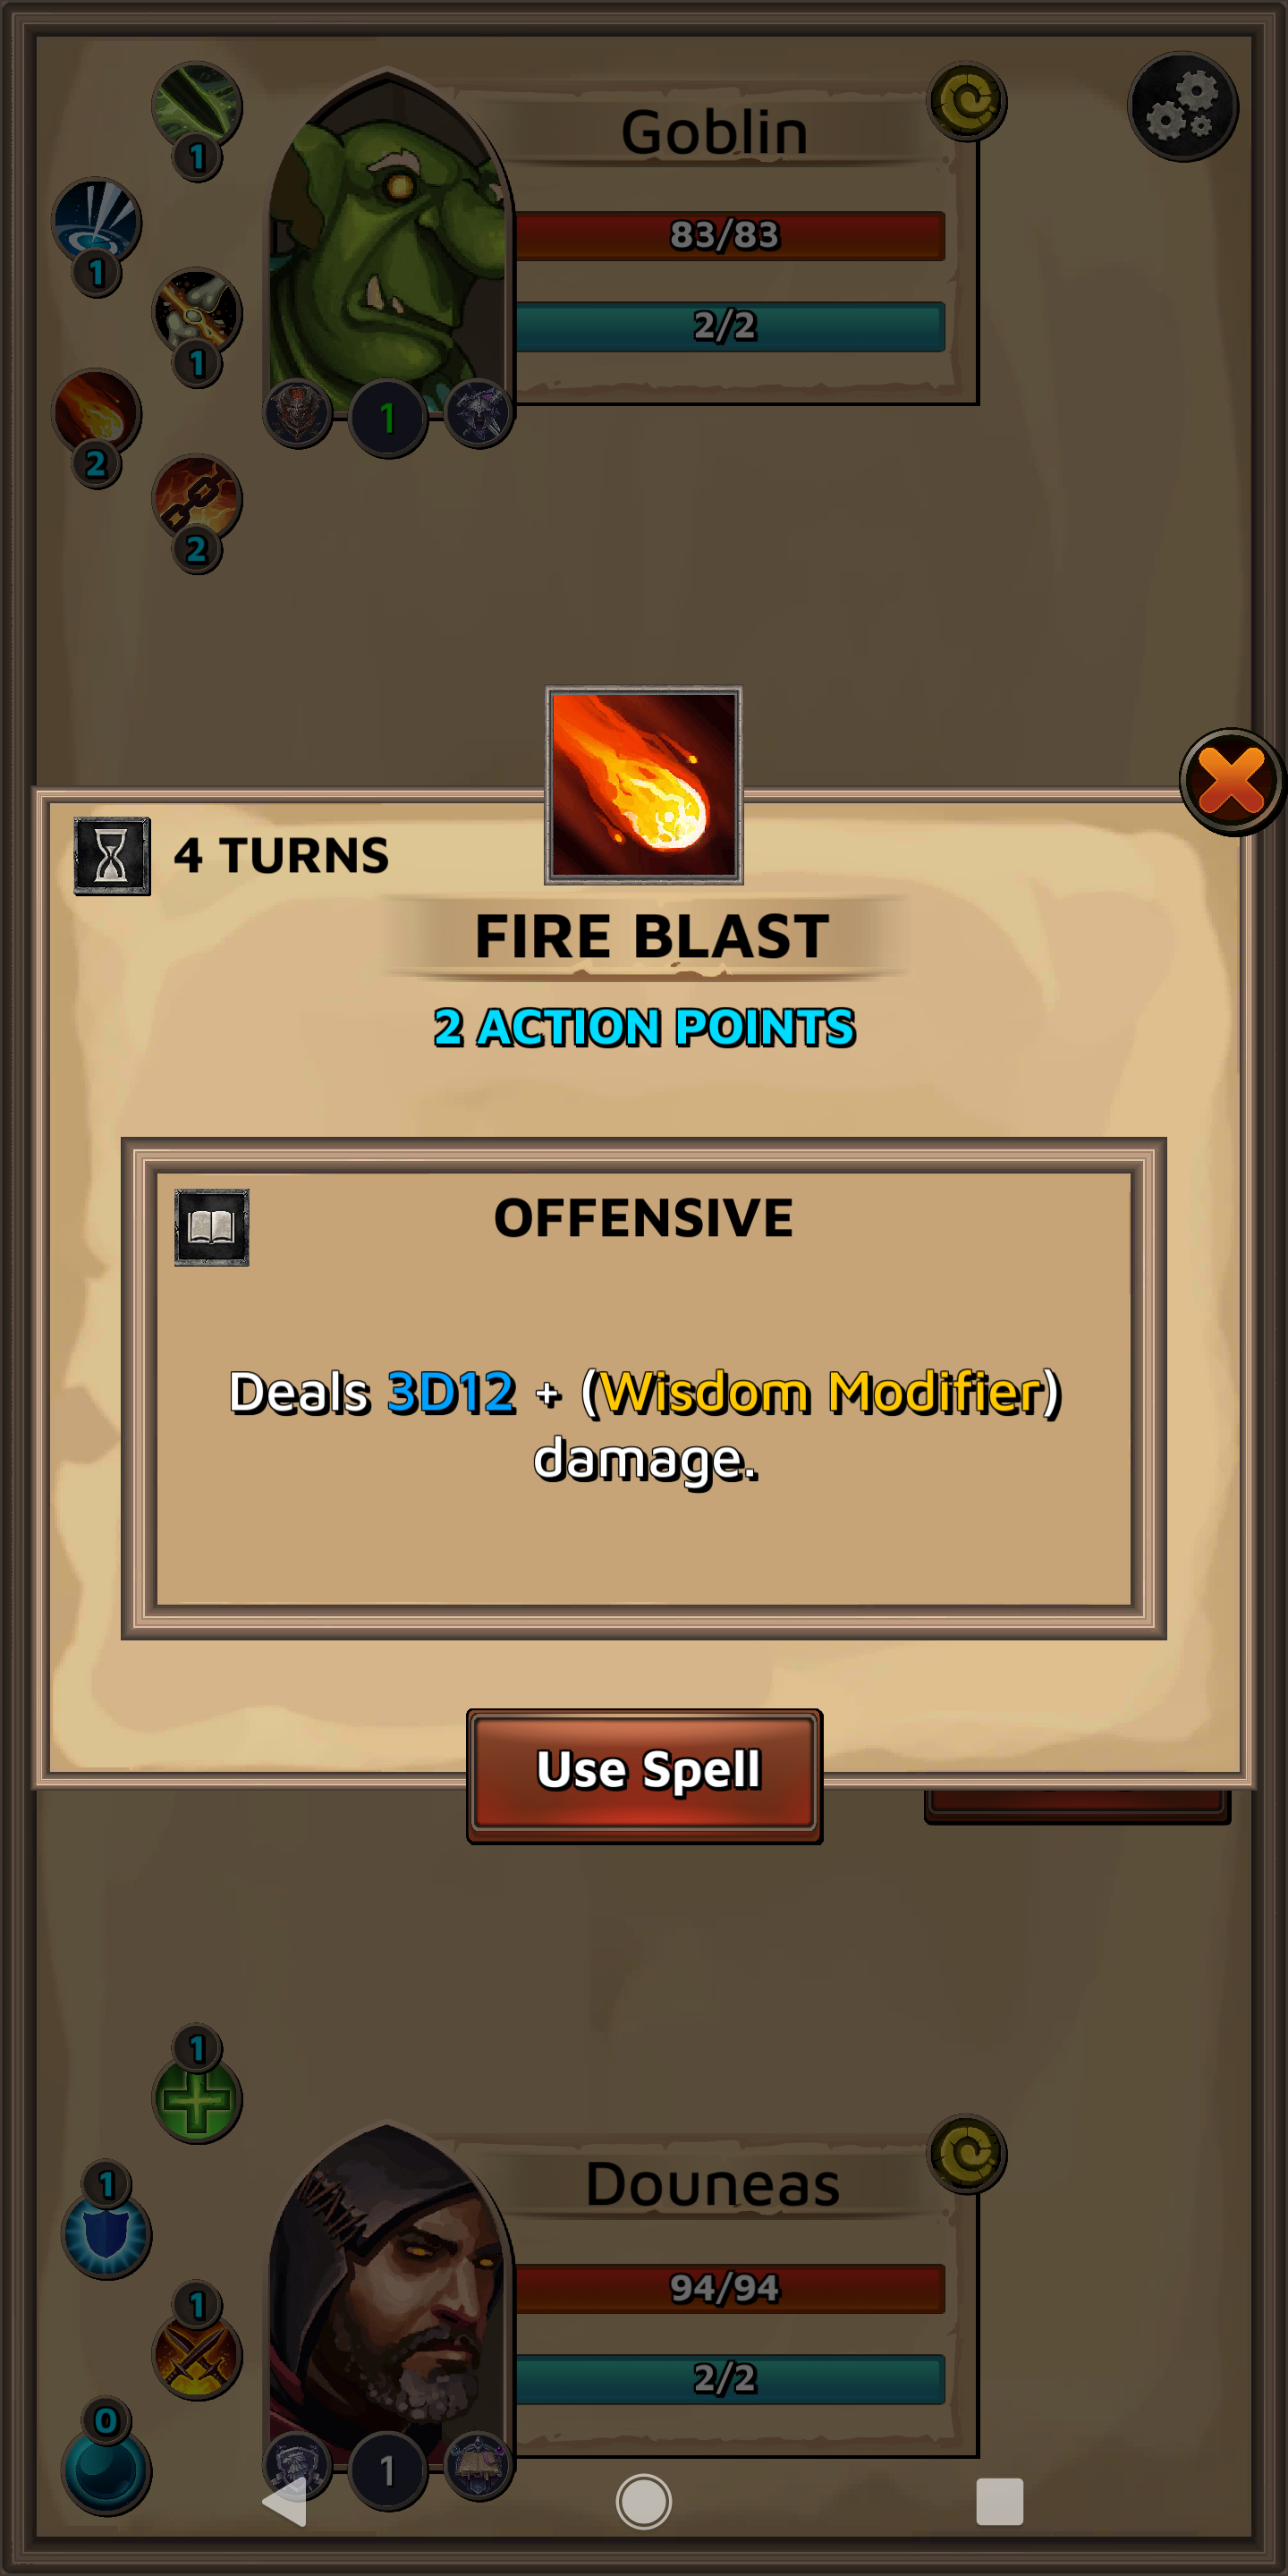 1
Goblin
1
83/83
1
2/2
1
2
2
4 TURNS
FIRE BLAST
2 ACTION POINTS
OFFENSIVE
Deals 3D12 + (Wisdom Modifier)
damage.
Use Spell
1
1
Douneas
94/94
1
2/2
0
1